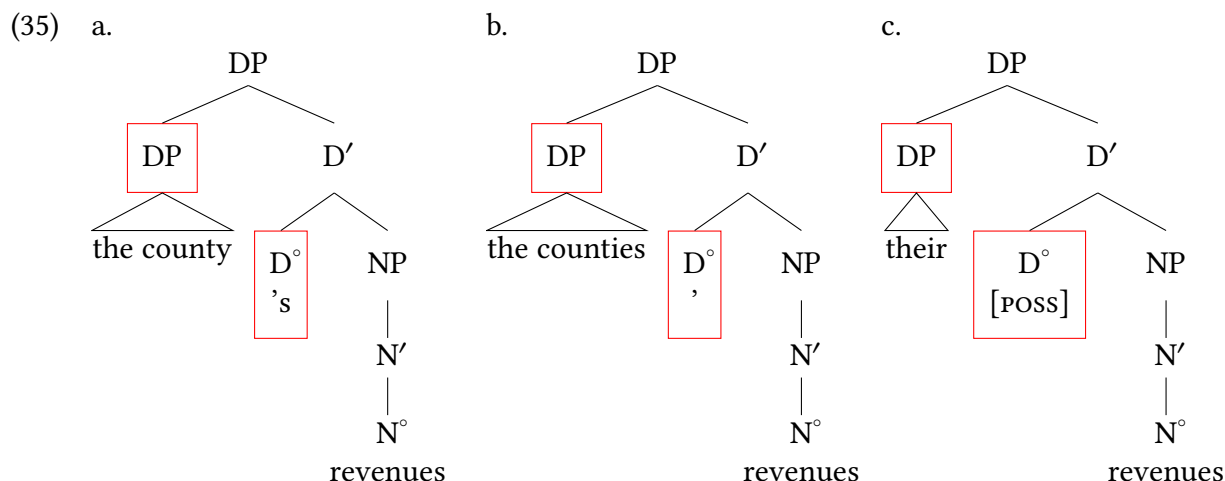 (35) a. b. c.
DP DP DP
DP D′ DP D′ DP D′
the county D° NP the counties D° NP their D° NP
’s ’ [POSS]
N′ N′ N′
N° N° N°
revenues revenues revenues